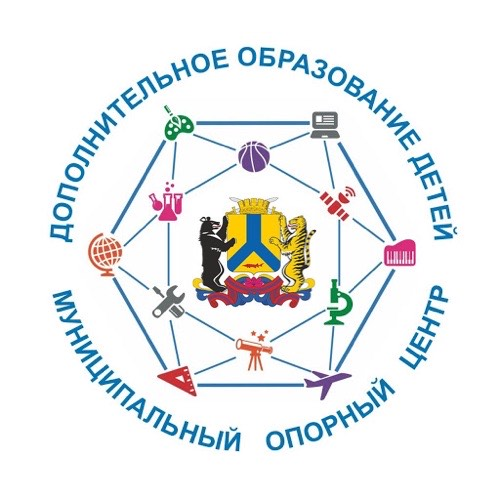 ДОПОЛНИТЕЛЬНОЕ ОБРАЗОВАНИЕ ДЕТЕЙ
МУНИЦИПАЛЬНЫЙ ОПОРНЫЙ ЦЕНТР